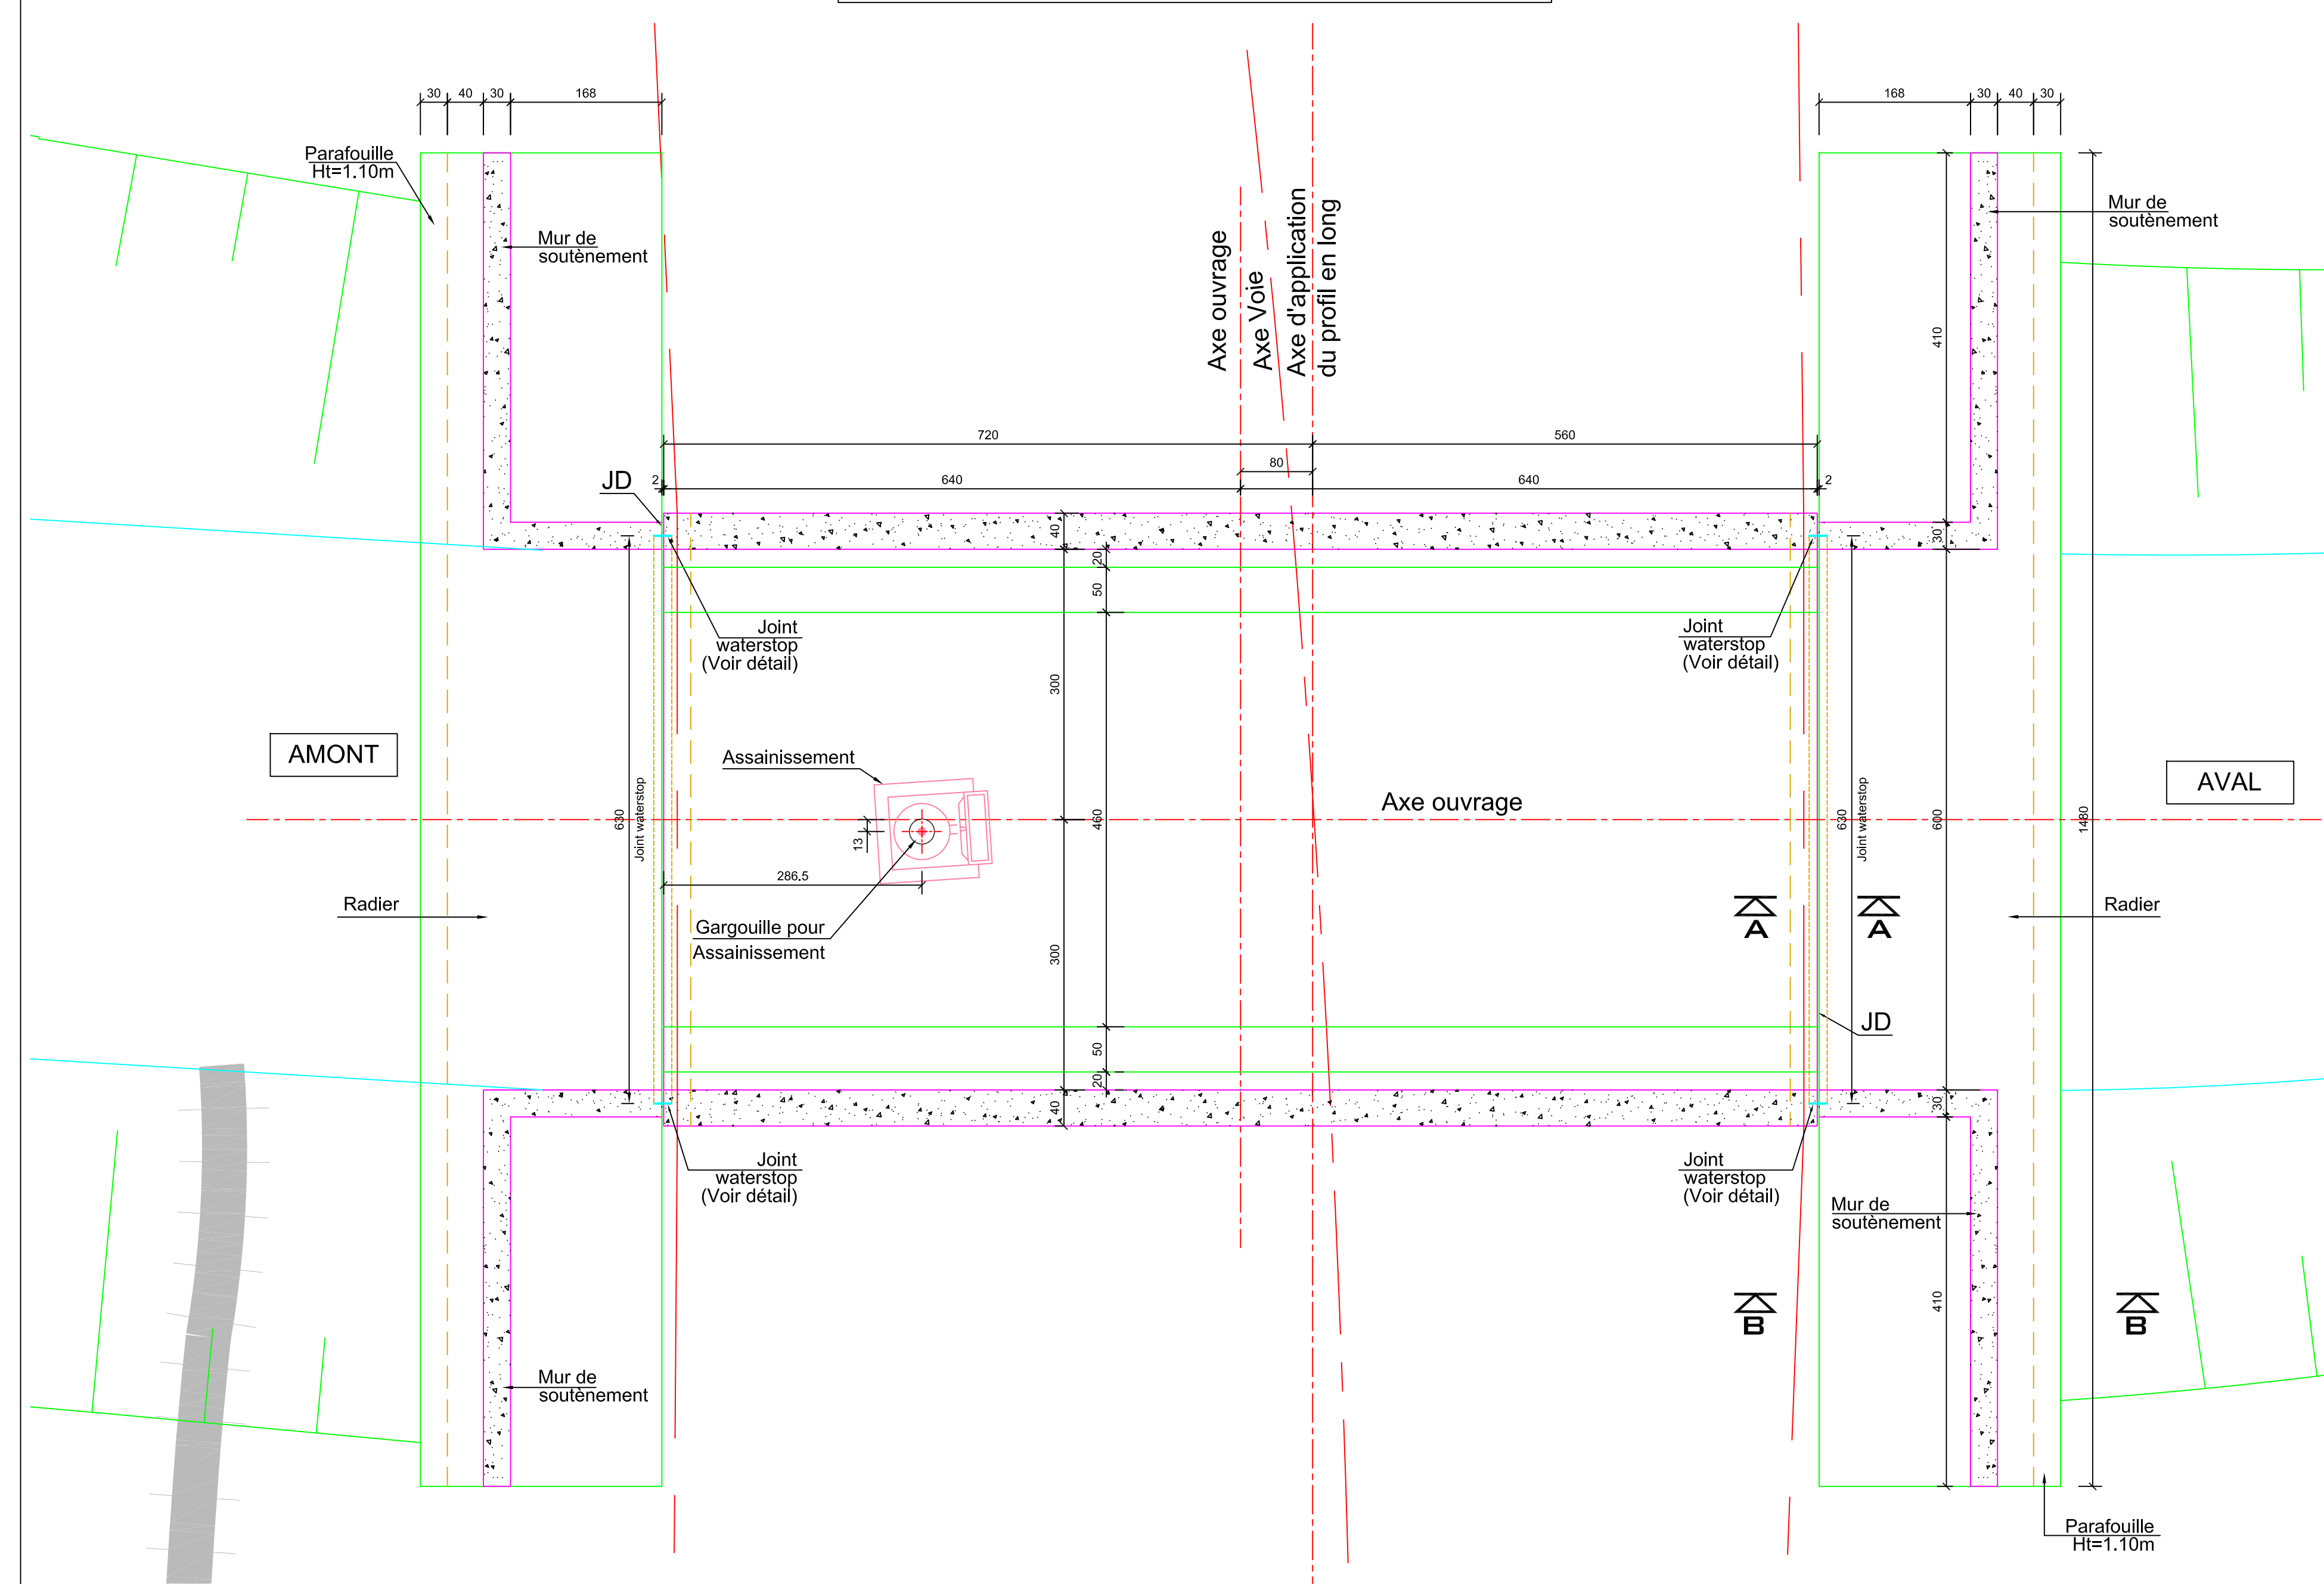 30 40 30 168
168 30 40 30
Parafouille
Ht=1.10m
Mur de
soutènement
Mur de
soutènement
Axe ouvrage
Axe Voie
Axe d'application
du profil en long
410
720 560
80
JD 2 640 640 2
40
20
30
50
Joint
waterstop
(Voir détail)
Joint
waterstop
(Voir détail)
300
AMONT
Assainissement
Axe ouvrage
AVAL
630
Joint waterstop
13
460
630
Joint waterstop
600
1480
286.5
Radier
Gargouille pour
Assainissement
300
A A
Radier
JD
50
20
40
30
Joint
waterstop
(Voir détail)
Joint
waterstop
(Voir détail)
Mur de
soutènement
410
B B
Mur de
soutènement
Parafouille
Ht=1.10m